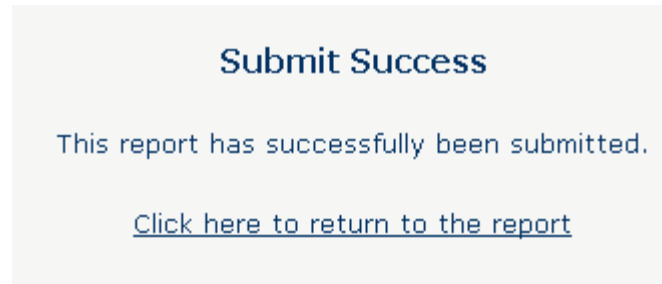 Submit Success
This report has successfully been submitted.
Click here to return to the report